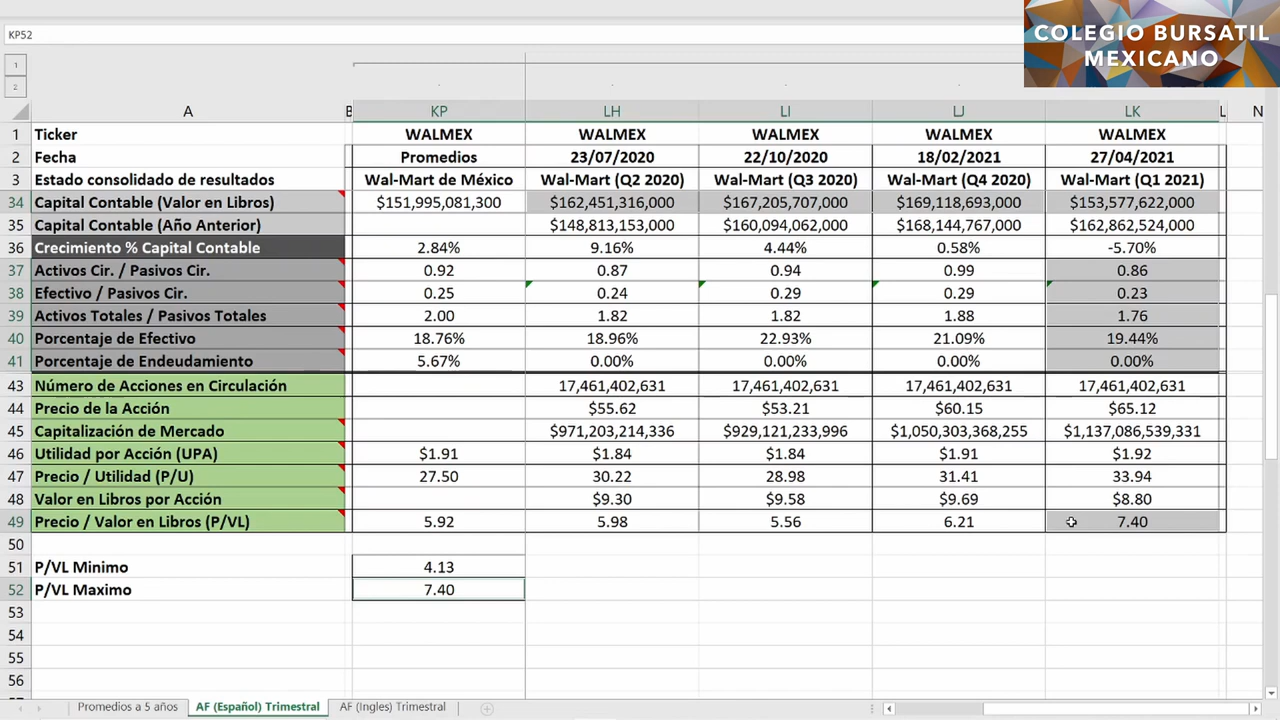 COLEGIO BURSATIL
MEXICANO
KP52
1
2
A B KP LH LI LJ LK L N
1 Ticker WALMEX WALMEX WALMEX WALMEX WALMEX
2 Fecha Promedios 23/07/2020 22/10/2020 18/02/2021 27/04/2021
3 Estado consolidado de resultados Wal-Mart de México Wal-Mart (Q2 2020) Wal-Mart (Q3 2020) Wal-Mart (Q4 2020) Wal-Mart (Q1 2021)
34 Capital Contable (Valor en Libros) $151,995,081,300 $162,451,316,000 $167,205,707,000 $169,118,693,000 $153,577,622,000
35 Capital Contable (Año Anterior) $148,813,153,000 $160,094,062,000 $168,144,767,000 $162,862,524,000
36 Crecimiento % Capital Contable 2.84% 9.16% 4.44% 0.58% -5.70%
37 Activos Cir. / Pasivos Cir. 0.92 0.87 0.94 0.99 0.86
38 Efectivo / Pasivos Cir. 0.25 0.24 0.29 0.29 0.23
39 Activos Totales / Pasivos Totales 2.00 1.82 1.82 1.88 1.76
40 Porcentaje de Efectivo 18.76% 18.96% 22.93% 21.09% 19.44%
41 Porcentaje de Endeudamiento 5.67% 0.00% 0.00% 0.00% 0.00%
43 Número de Acciones en Circulación 17,461,402,631 17,461,402,631 17,461,402,631 17,461,402,631
44 Precio de la Acción $55.62 $53.21 $60.15 $65.12
45 Capitalización de Mercado $971,203,214,336 $929,121,233,996 $1,050,303,368,255 $1,137,086,539,331
46 Utilidad por Acción (UPA) $1.91 $1.84 $1.84 $1.91 $1.92
47 Precio / Utilidad (P/U) 27.50 30.22 28.98 31.41 33.94
48 Valor en Libros por Acción $9.30 $9.58 $9.69 $8.80
49 Precio / Valor en Libros (P/VL) 5.92 5.98 5.56 6.21 7.40
50
51 P/VL Minimo 4.13
52 P/VL Maximo 7.40
53
54
55
56
Promedios a 5 años AF (Español) Trimestral AF (Ingles) Trimestral